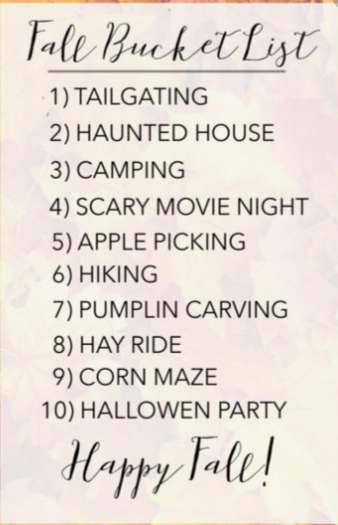 Fall Bucket List
1) TAILGATING
2) HAUNTED HOUSE
3) CAMPING
4) SCARY MOVIE NIGHT
5) APPLE PICKING
6) HIKING
7) PUMPLIN CARVING
8) HAY RIDE
9) CORN MAZE
10) HALLOWEN PARTY
Happy Fall!